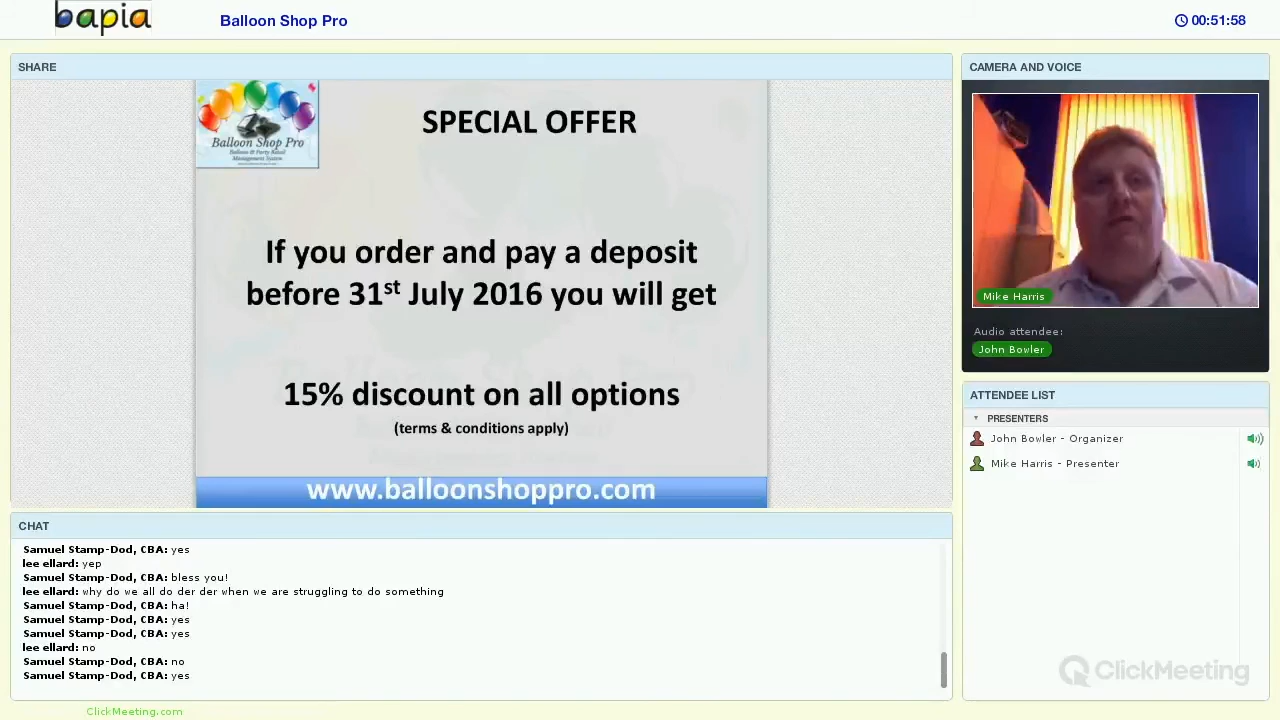 bapia
Balloon Shop Pro
00:51:58
SHARE
Balloon Shop Pro
Balloon & Party Retail
Management System
SPECIAL OFFER
If you order and pay a deposit
before 31st July 2016 you will get
15% discount on all options
(terms & conditions apply)
www.balloonshoppro.com
CAMERA AND VOICE
Mike Harris
Audio attendee:
John Bowler
ATTENDEE LIST
PRESENTERS
John Bowler - Organizer
Mike Harris - Presenter
CHAT
Samuel Stamp-Dod, CBA: yes
lee ellard: yep
Samuel Stamp-Dod, CBA: bless you!
lee ellard: why do we all do der der when we are struggling to do something
Samuel Stamp-Dod, CBA: ha!
Samuel Stamp-Dod, CBA: yes
Samuel Stamp-Dod, CBA: yes
lee ellard: no
Samuel Stamp-Dod, CBA: no
Samuel Stamp-Dod, CBA: yes
ClickMeeting
ClickMeeting.com